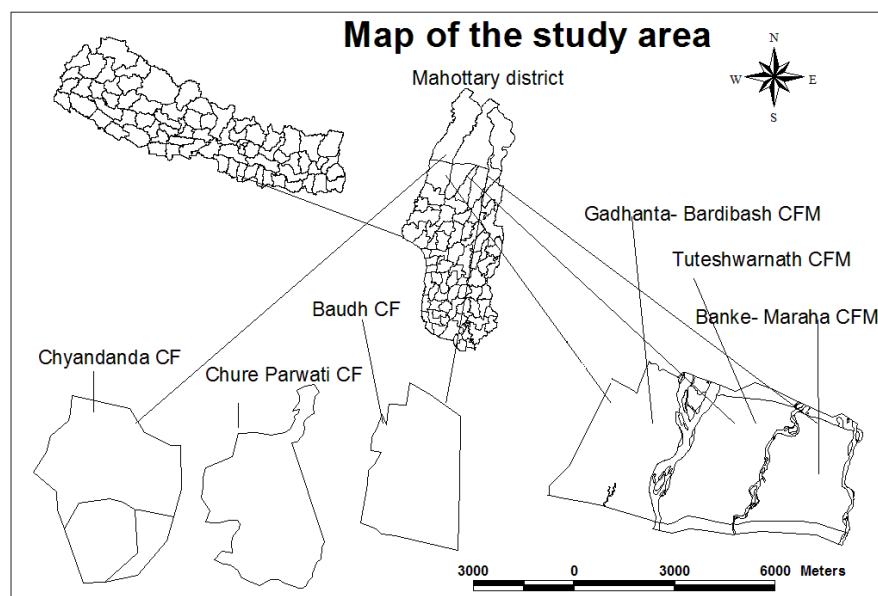 Map of the study area
Mahottary district
N
W
E
S
Gadhanta- Bardibash CFM
Tuteshwarnath CFM
Banke- Maraha CFM
Baudh CF
Chyandanda CF
Chure Parwati CF
3000 0 3000 6000 Meters